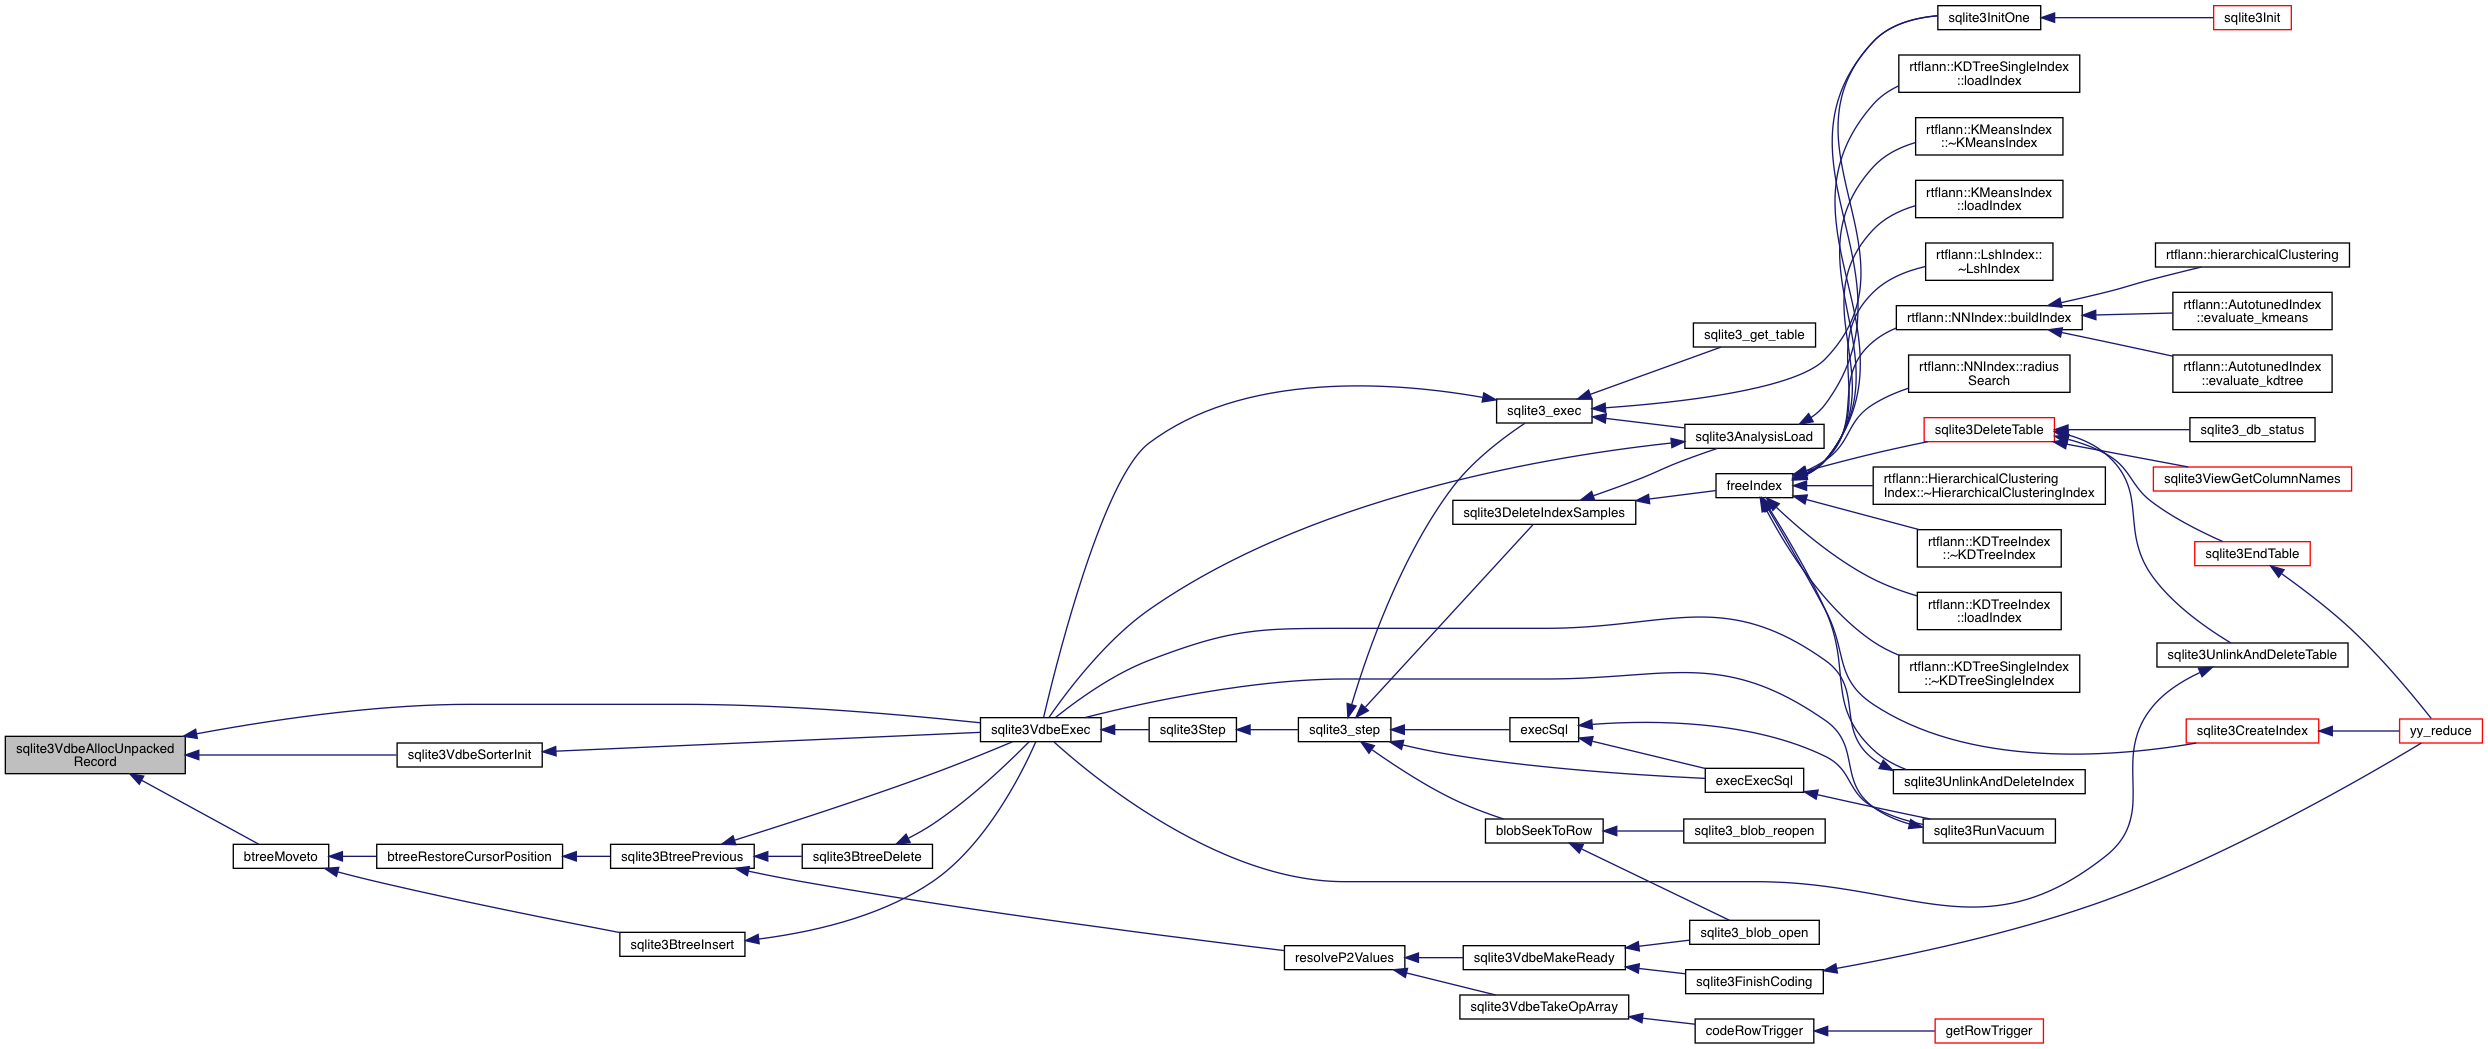 sqlite3VdbeAllocUnpacked
Record
sqlite3VdbeSorterInit
btreeMoveto
btreeRestoreCursorPosition
sqlite3BtreePrevious
sqlite3BtreeDelete
sqlite3BtreeInsert
sqlite3VdbeExec
sqlite3Step
sqlite3_step
sqlite3_exec
sqlite3_get_table
sqlite3AnalysisLoad
sqlite3DeleteIndexSamples
freeIndex
execSql
execExecSql
blobSeekToRow
sqlite3_blob_reopen
sqlite3_blob_open
resolveP2Values
sqlite3VdbeMakeReady
sqlite3FinishCoding
sqlite3VdbeTakeOpArray
codeRowTrigger
getRowTrigger
sqlite3InitOne
sqlite3Init
rtflann::KDTreeSingleIndex
::loadIndex
rtflann::KMeansIndex
::~KMeansIndex
rtflann::KMeansIndex
::loadIndex
rtflann::LshIndex::
~LshIndex
rtflann::NNIndex::buildIndex
rtflann::hierarchicalClustering
rtflann::AutotunedIndex
::evaluate_kmeans
rtflann::AutotunedIndex
::evaluate_kdtree
rtflann::NNIndex::radius
Search
sqlite3DeleteTable
sqlite3_db_status
sqlite3ViewGetColumnNames
rtflann::HierarchicalClustering
Index::~HierarchicalClusteringIndex
rtflann::KDTreeIndex
::~KDTreeIndex
sqlite3EndTable
rtflann::KDTreeIndex
::loadIndex
rtflann::KDTreeSingleIndex
::~KDTreeSingleIndex
sqlite3UnlinkAndDeleteTable
sqlite3CreateIndex
yy_reduce
sqlite3UnlinkAndDeleteIndex
sqlite3RunVacuum